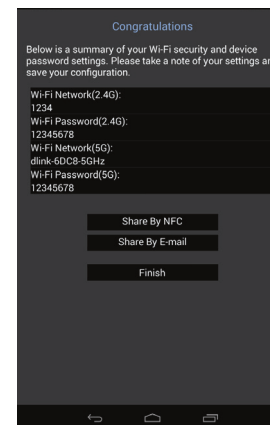 Congratulations
Below is a summary of your Wi-Fi security and device
password settings. Please take a note of your settings an
save your configuration.
Wi-Fi Network(2.4G):
1234
Wi-Fi Password(2.4G):
12345678
Wi-Fi Network(5G):
dlink-6DC8-5GHz
Wi-Fi Password(5G):
12345678
Share By NFC
Share By E-mail
Finish